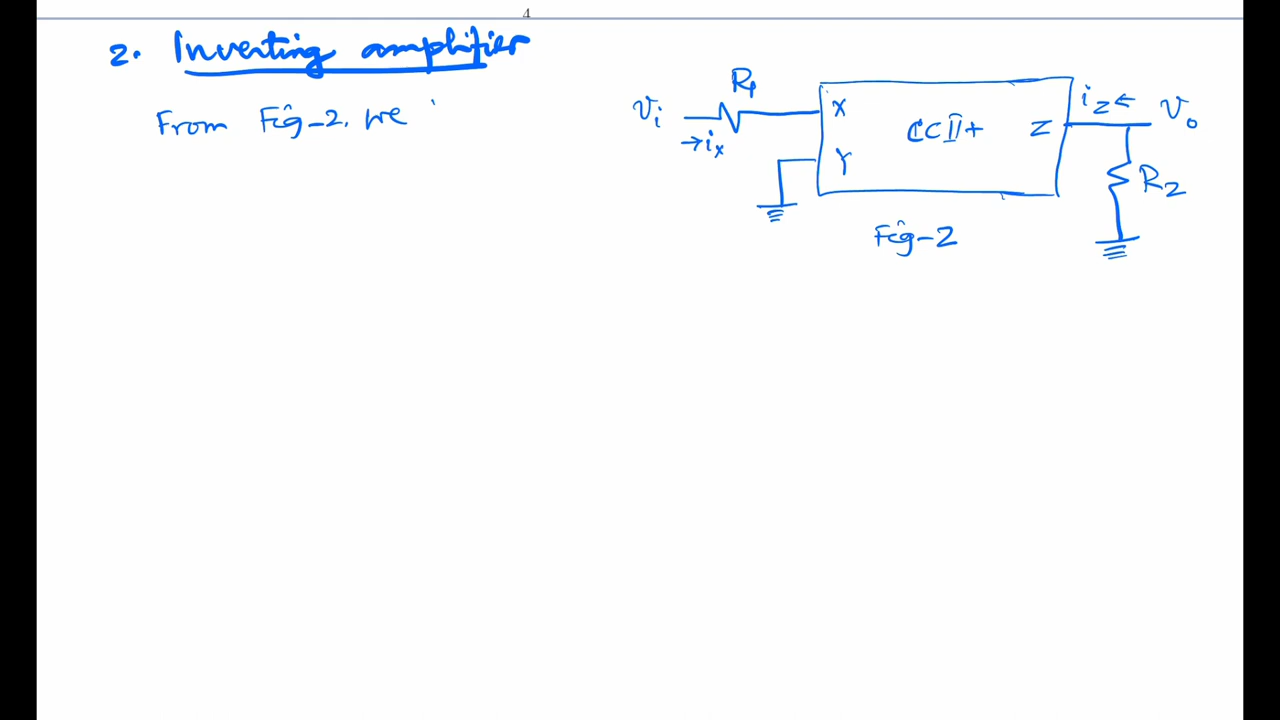 4
2. Inverting amplifier
From Fig-2, we
R1
Vi
→ix
X
Y
CCII+
Z
iz←
Vo
R2
Fig-2